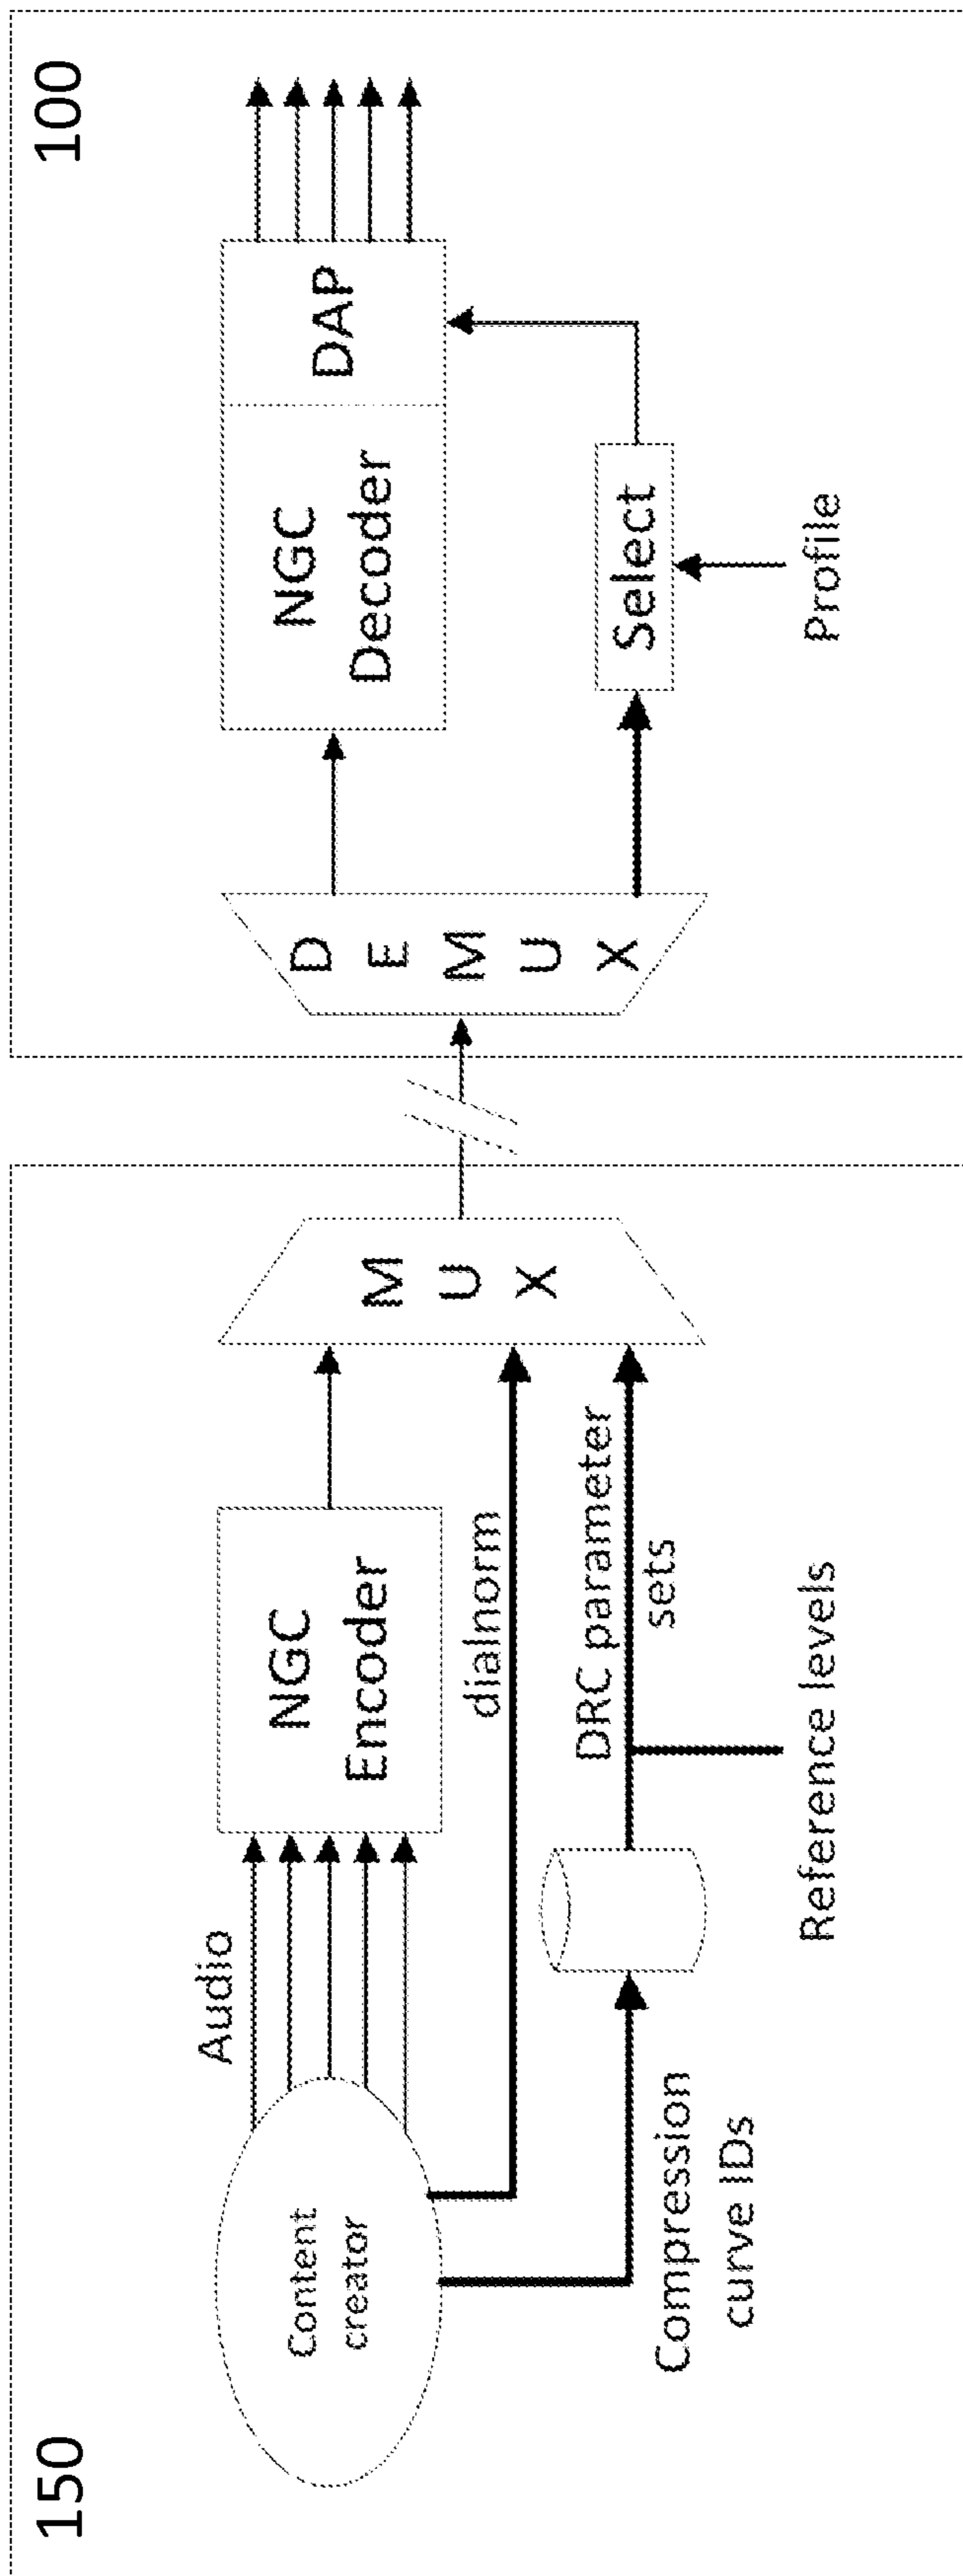 150
Content
creator
Audio
NGC
Encoder
dialnorm
Compression
curve IDs
DRC parameter
sets
Reference levels
M
U
X
100
D
E
M
U
X
NGC
Decoder
DAP
Select
Profile